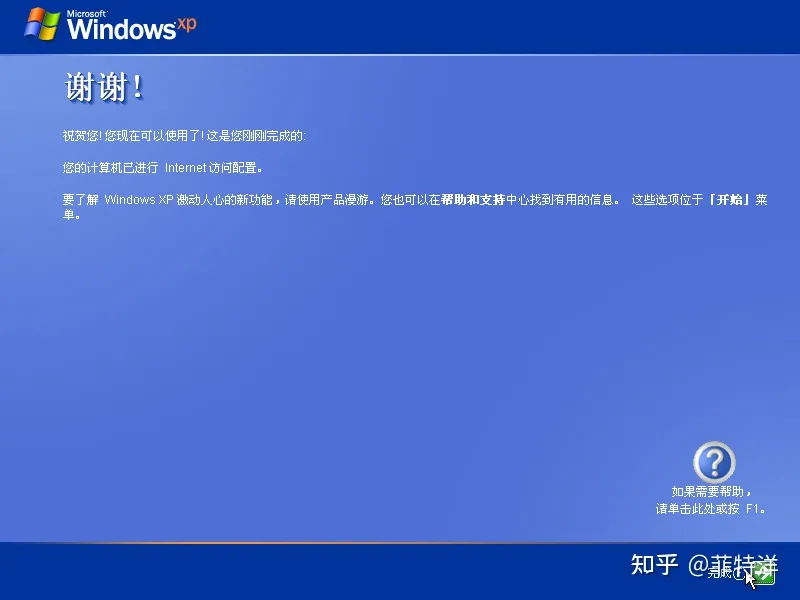 Microsoft
Windows xp
谢谢!
祝贺您! 您现在可以使用了! 这是您刚刚完成的:
您的计算机已进行 Internet 访问配置。
要了解 Windows XP 激动人心的新功能，请使用产品漫游。您也可以在帮助和支持中心找到有用的信息。 这些选项位于「开始」菜
单。
如果需要帮助，
请单击此处或按 F1。
知乎 @菲特洋
完成